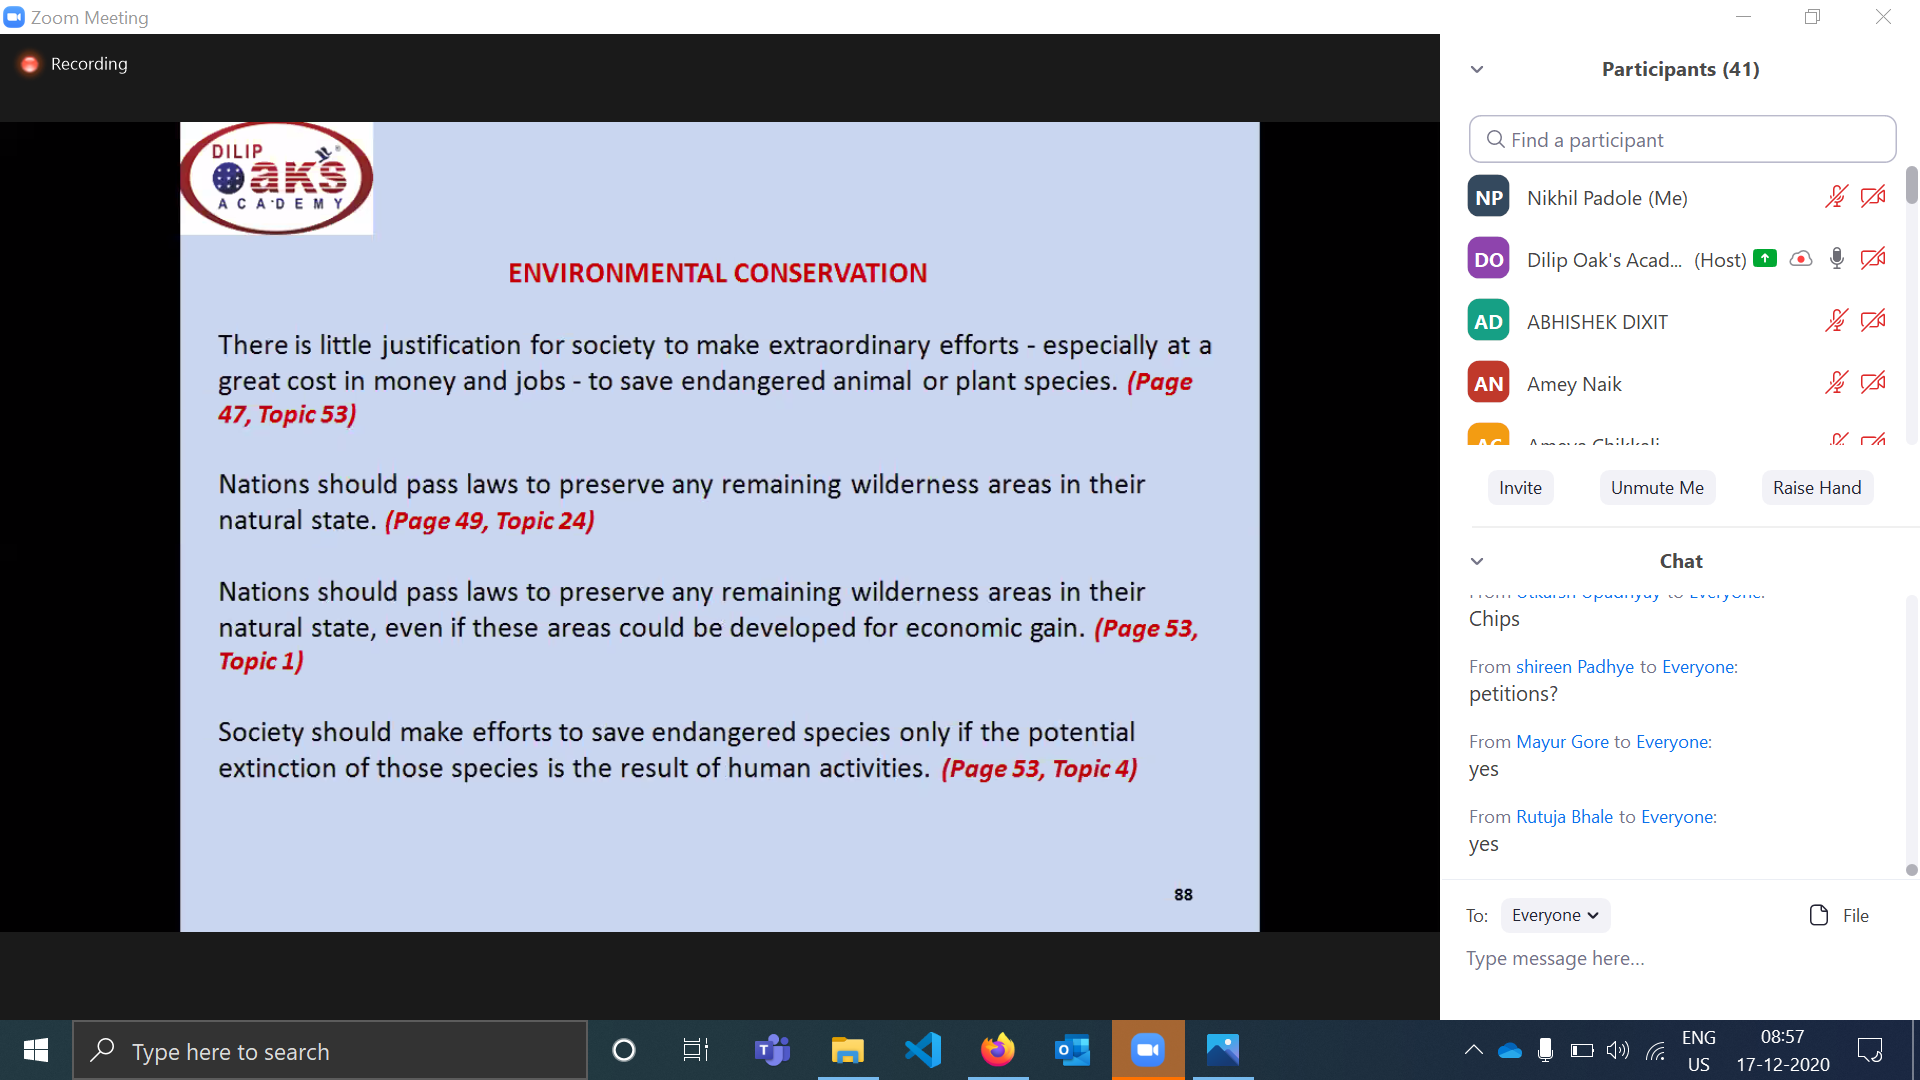 Zoom Meeting
Recording
DILIP
Oaks
ACADEMY
ENVIRONMENTAL CONSERVATION
There is little justification for society to make extraordinary efforts - especially at a
great cost in money and jobs - to save endangered animal or plant species. (Page
47, Topic 53)
Nations should pass laws to preserve any remaining wilderness areas in their
natural state. (Page 49, Topic 24)
Nations should pass laws to preserve any remaining wilderness areas in their
natural state, even if these areas could be developed for economic gain. (Page 53,
Topic 1)
Society should make efforts to save endangered species only if the potential
extinction of those species is the result of human activities. (Page 53, Topic 4)
88
Participants (41)
Find a participant
NP Nikhil Padole (Me)
DO Dilip Oak's Acad... (Host)
AD ABHISHEK DIXIT
AN Amey Naik
Invite Unmute Me Raise Hand
Chat
From Utkarsh Upadhyay to Everyone:
Chips
From shireen Padhye to Everyone:
petitions?
From Mayur Gore to Everyone:
yes
From Rutuja Bhale to Everyone:
yes
To: Everyone File
Type message here...
Type here to search
ENG
US
08:57
17-12-2020